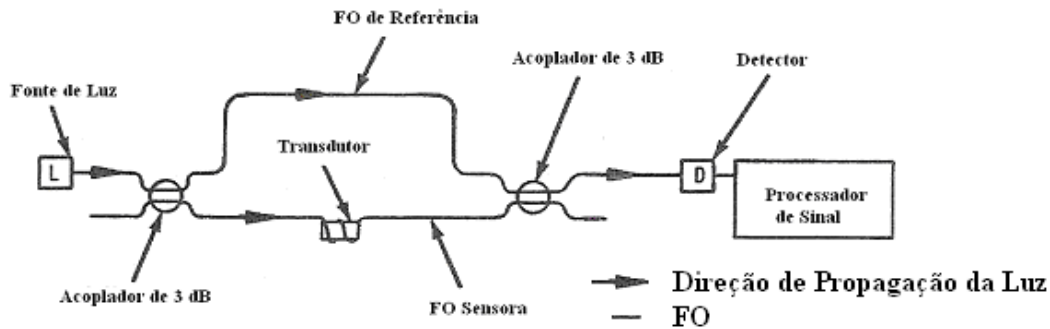 FO de Referência
Acoplador de 3 dB
Detector
Fonte de Luz
Transdutor
L
D
Processador
de Sinal
Acoplador de 3 dB
FO Sensora
Direção de Propagação da Luz
FO